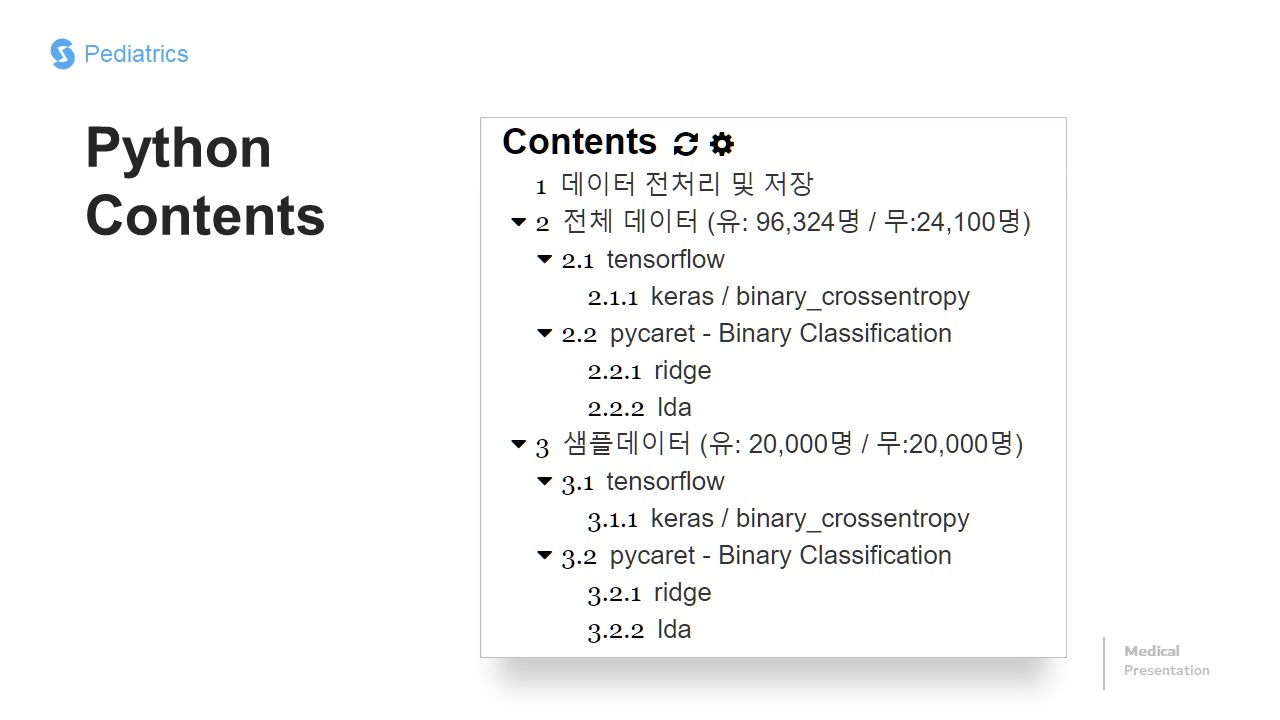 Pediatrics
Python
Contents
Contents
1 데이터 전처리 및 저장
2 전체 데이터 (유: 96,324명 / 무:24,100명)
2.1 tensorflow
2.1.1 keras / binary_crossentropy
2.2 pycaret - Binary Classification
2.2.1 ridge
2.2.2 lda
3 샘플데이터 (유: 20,000명 / 무:20,000명)
3.1 tensorflow
3.1.1 keras / binary_crossentropy
3.2 pycaret - Binary Classification
3.2.1 ridge
3.2.2 lda
Medical
Presentation